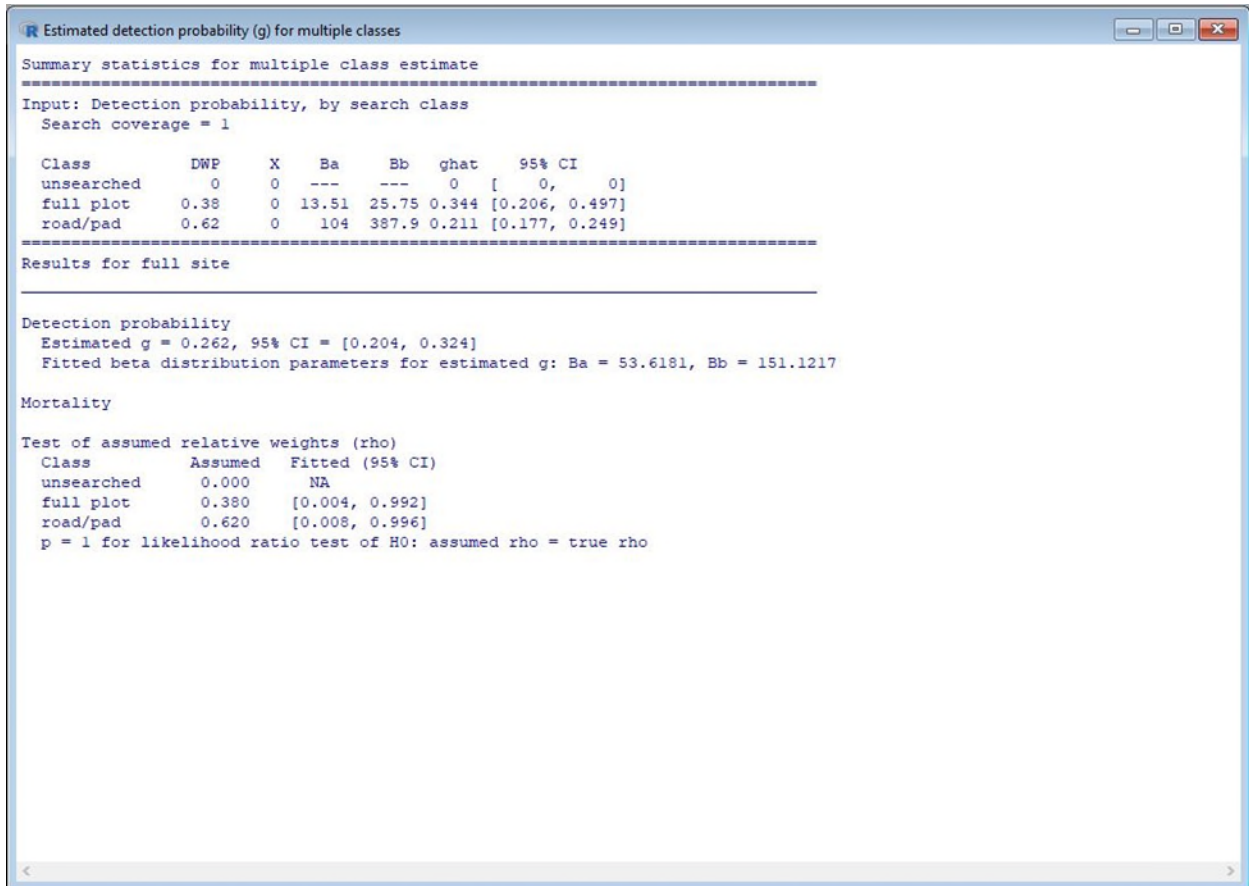 Estimated detection probability (g) for multiple classes
Summary statistics for multiple class estimate
================================================================================
Input: Detection probability, by search class
Search coverage = 1
Class DWP X Ba Bb ghat 95% CI
unsearched 0 0 --- --- 0 [ 0, 0]
full plot 0.38 0 13.51 25.75 0.344 [0.206, 0.497]
road/pad 0.62 0 104 387.9 0.211 [0.177, 0.249]
================================================================================
Results for full site
Detection probability
Estimated g = 0.262, 95% CI = [0.204, 0.324]
Fitted beta distribution parameters for estimated g: Ba = 53.6181, Bb = 151.1217
Mortality
Test of assumed relative weights (rho)
Class Assumed Fitted (95% CI)
unsearched 0.000 NA
full plot 0.380 [0.004, 0.992]
road/pad 0.620 [0.008, 0.996]
p = 1 for likelihood ratio test of H0: assumed rho = true rho